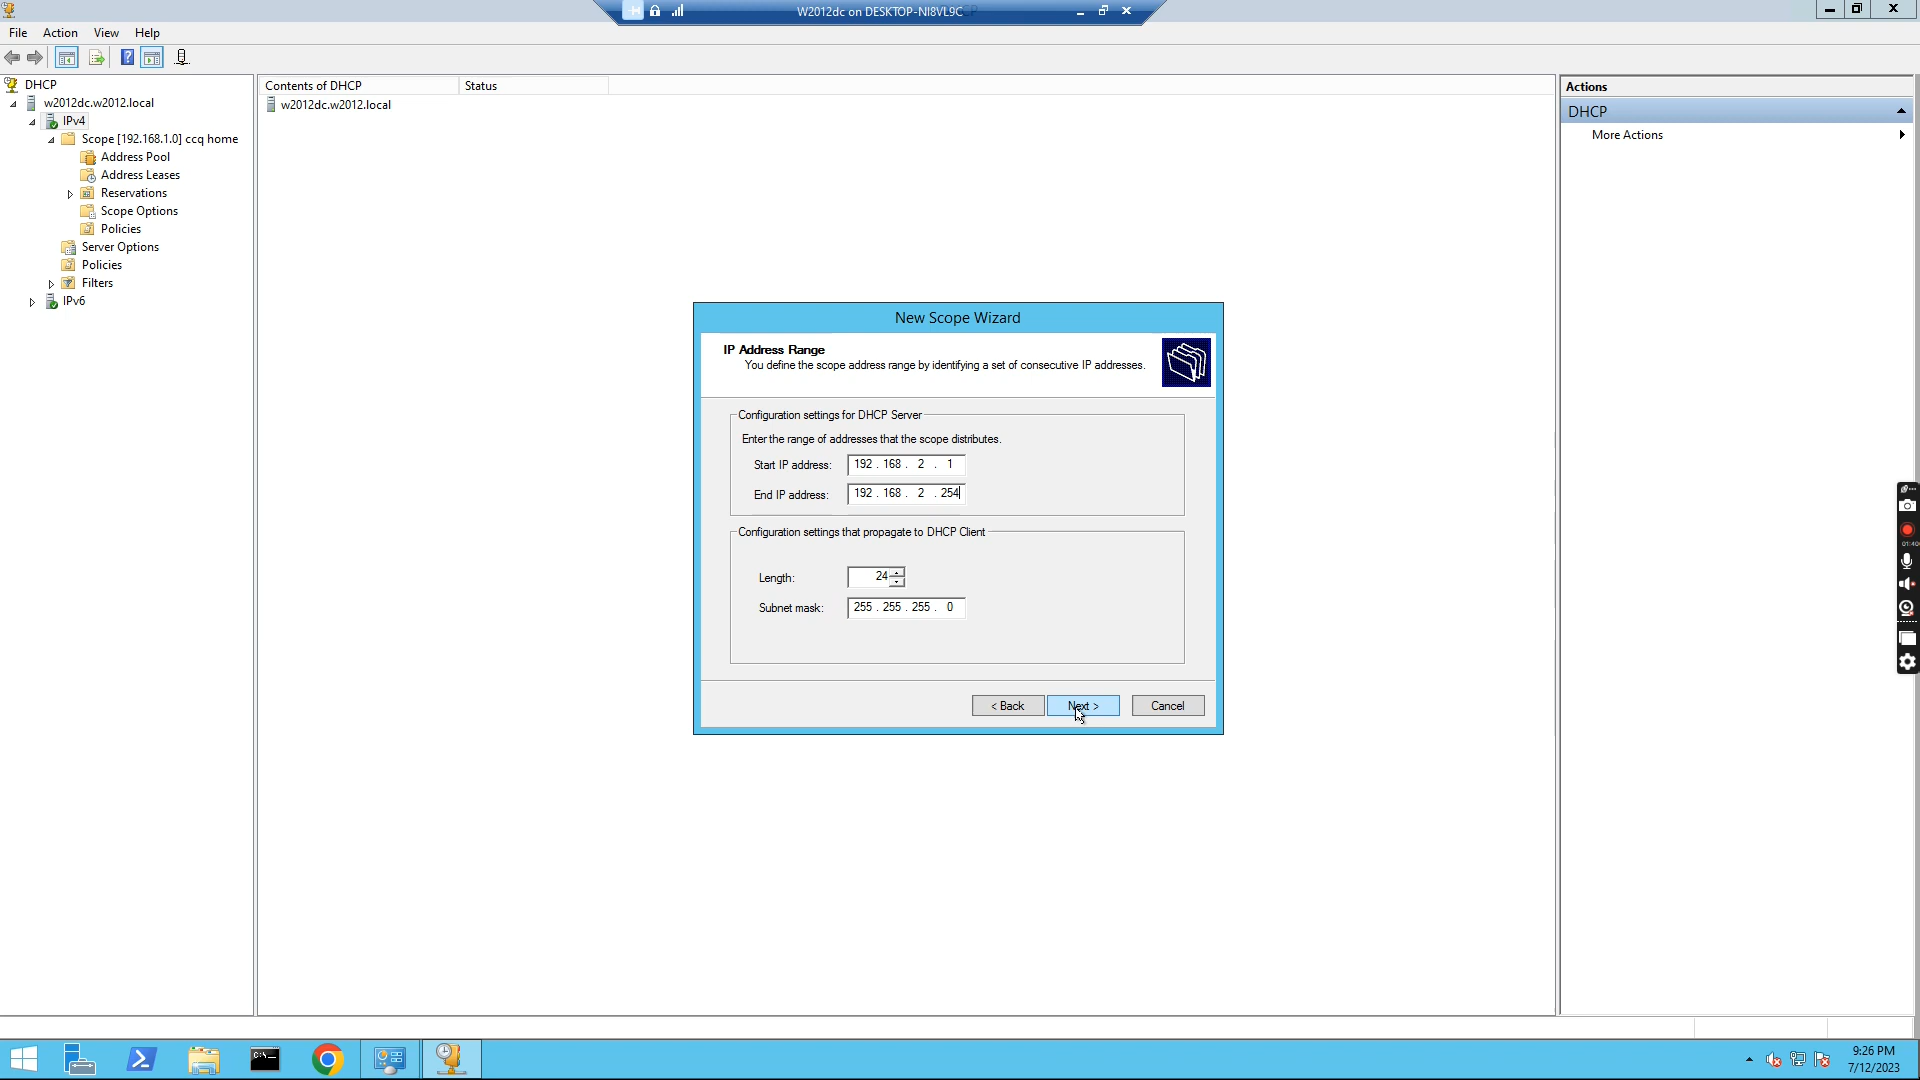 W2012dc on DESKTOP-NI8VL9C
File Action View Help
DHCP
w2012dc.w2012.local
IPv4
Scope [192.168.1.0] ccq home
Address Pool
Address Leases
Reservations
Scope Options
Policies
Server Options
Policies
Filters
IPv6
Contents of DHCP Status
w2012dc.w2012.local
Actions
DHCP
More Actions
New Scope Wizard
IP Address Range
You define the scope address range by identifying a set of consecutive IP addresses.
Configuration settings for DHCP Server
Enter the range of addresses that the scope distributes.
Start IP address: 192 . 168 . 2 . 1
End IP address: 192 . 168 . 2 . 254
Configuration settings that propagate to DHCP Client
Length: 24
Subnet mask: 255 . 255 . 255 . 0
< Back Next > Cancel
9:26 PM
7/12/2023